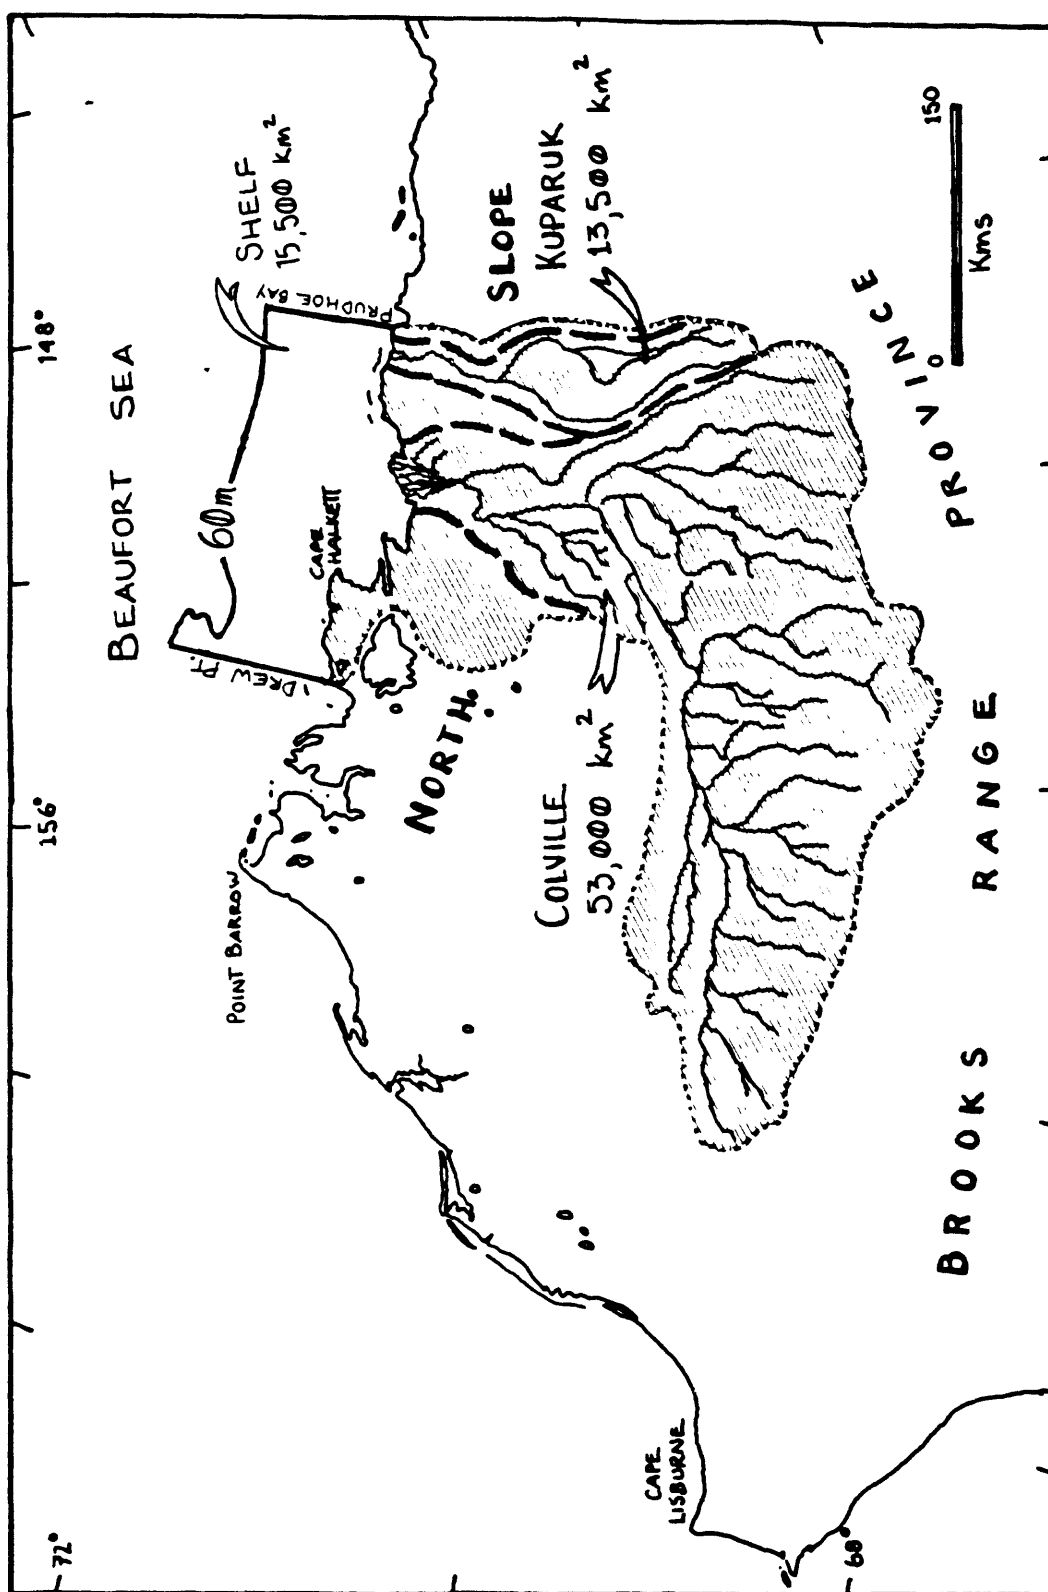 72°
156°
148°
BEAUFORT SEA
60m
SHELF
15,500 km²
DREW PT.
PRUDHOE BAY
CAPE
HALKETT
POINT BARROW
NORTH
SLOPE
KUPARUK
13,500 km²
COLVILLE
53,000 km²
CAPE
LISBURNE
68°
BROOKS RANGE PROVINCE
0 150
Kms